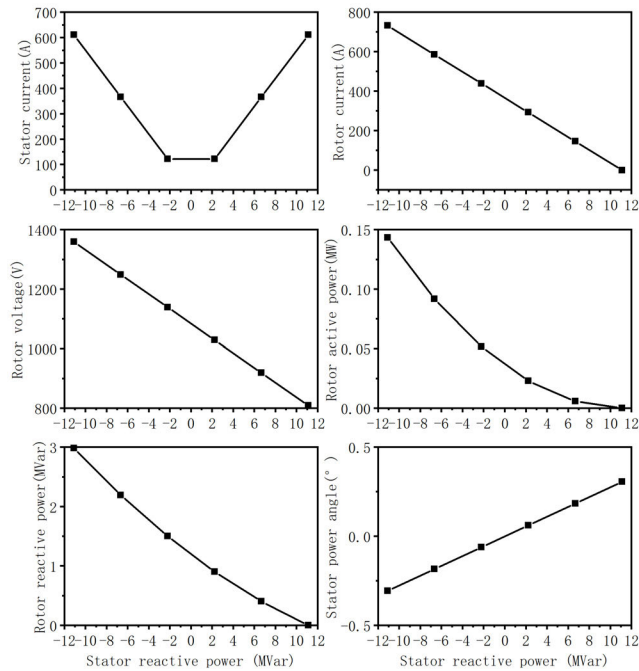 Stator current(A)
700
600
500
400
300
200
100
0
-12 -10 -8 -6 -4 -2 0 2 4 6 8 10 12
Rotor current(A)
800
600
400
200
0
-12 -10 -8 -6 -4 -2 0 2 4 6 8 10 12
Rotor voltage(V)
1400
1200
1000
800
-12 -10 -8 -6 -4 -2 0 2 4 6 8 10 12
Rotor active power(MW)
0.15
0.10
0.05
0.00
-12 -10 -8 -6 -4 -2 0 2 4 6 8 10 12
Rotor reactive power(MVar)
3
2
1
0
-12 -10 -8 -6 -4 -2 0 2 4 6 8 10 12
Stator reactive power (MVar)
Stator power angle(°)
0.5
0.0
-0.5
-12 -10 -8 -6 -4 -2 0 2 4 6 8 10 12
Stator reactive power (MVar)